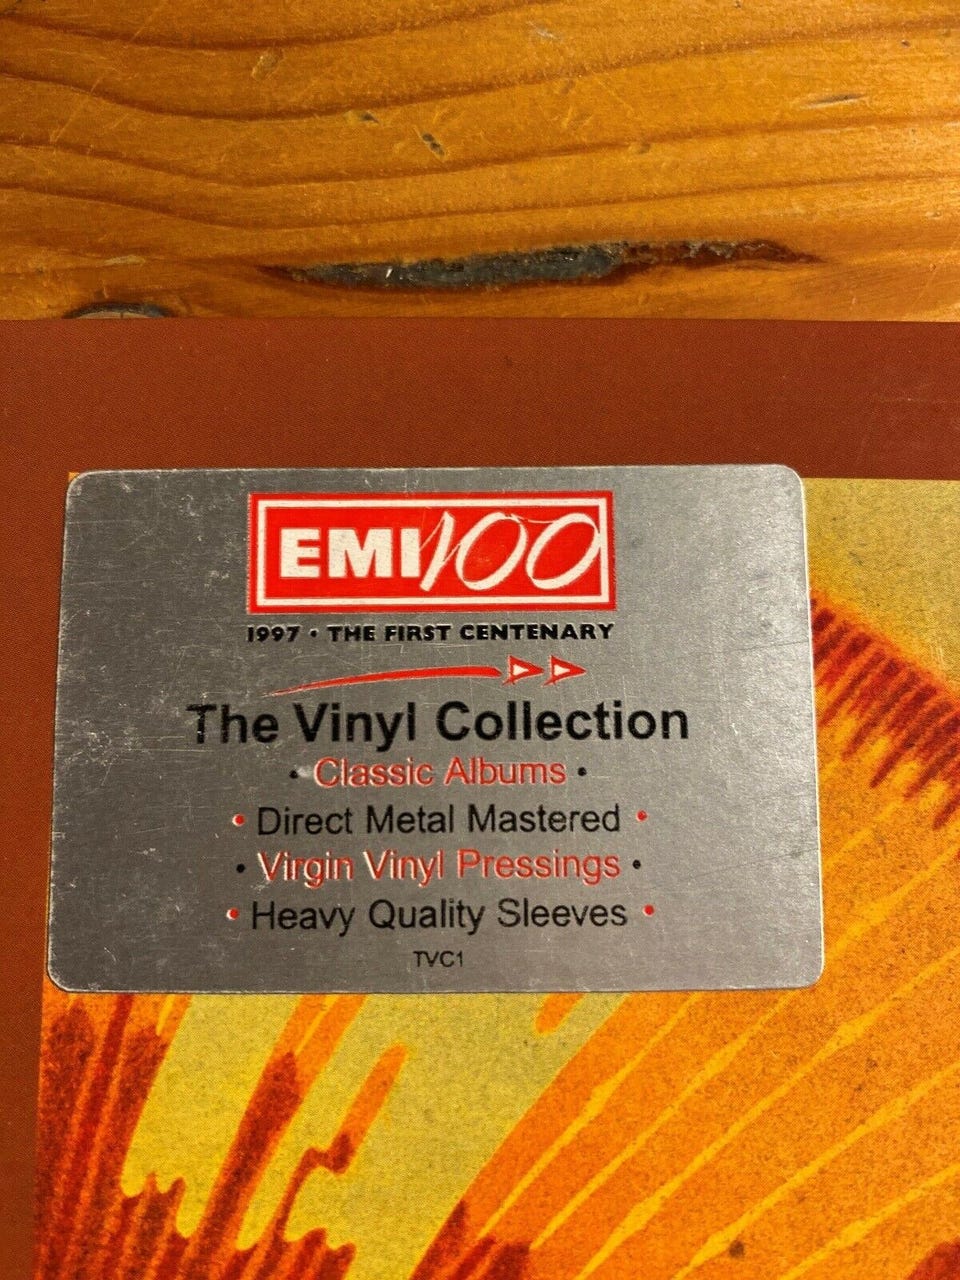 EMI100
1997 • THE FIRST CENTENARY
The Vinyl Collection
• Classic Albums •
• Direct Metal Mastered •
• Virgin Vinyl Pressings •
• Heavy Quality Sleeves •
TVC1